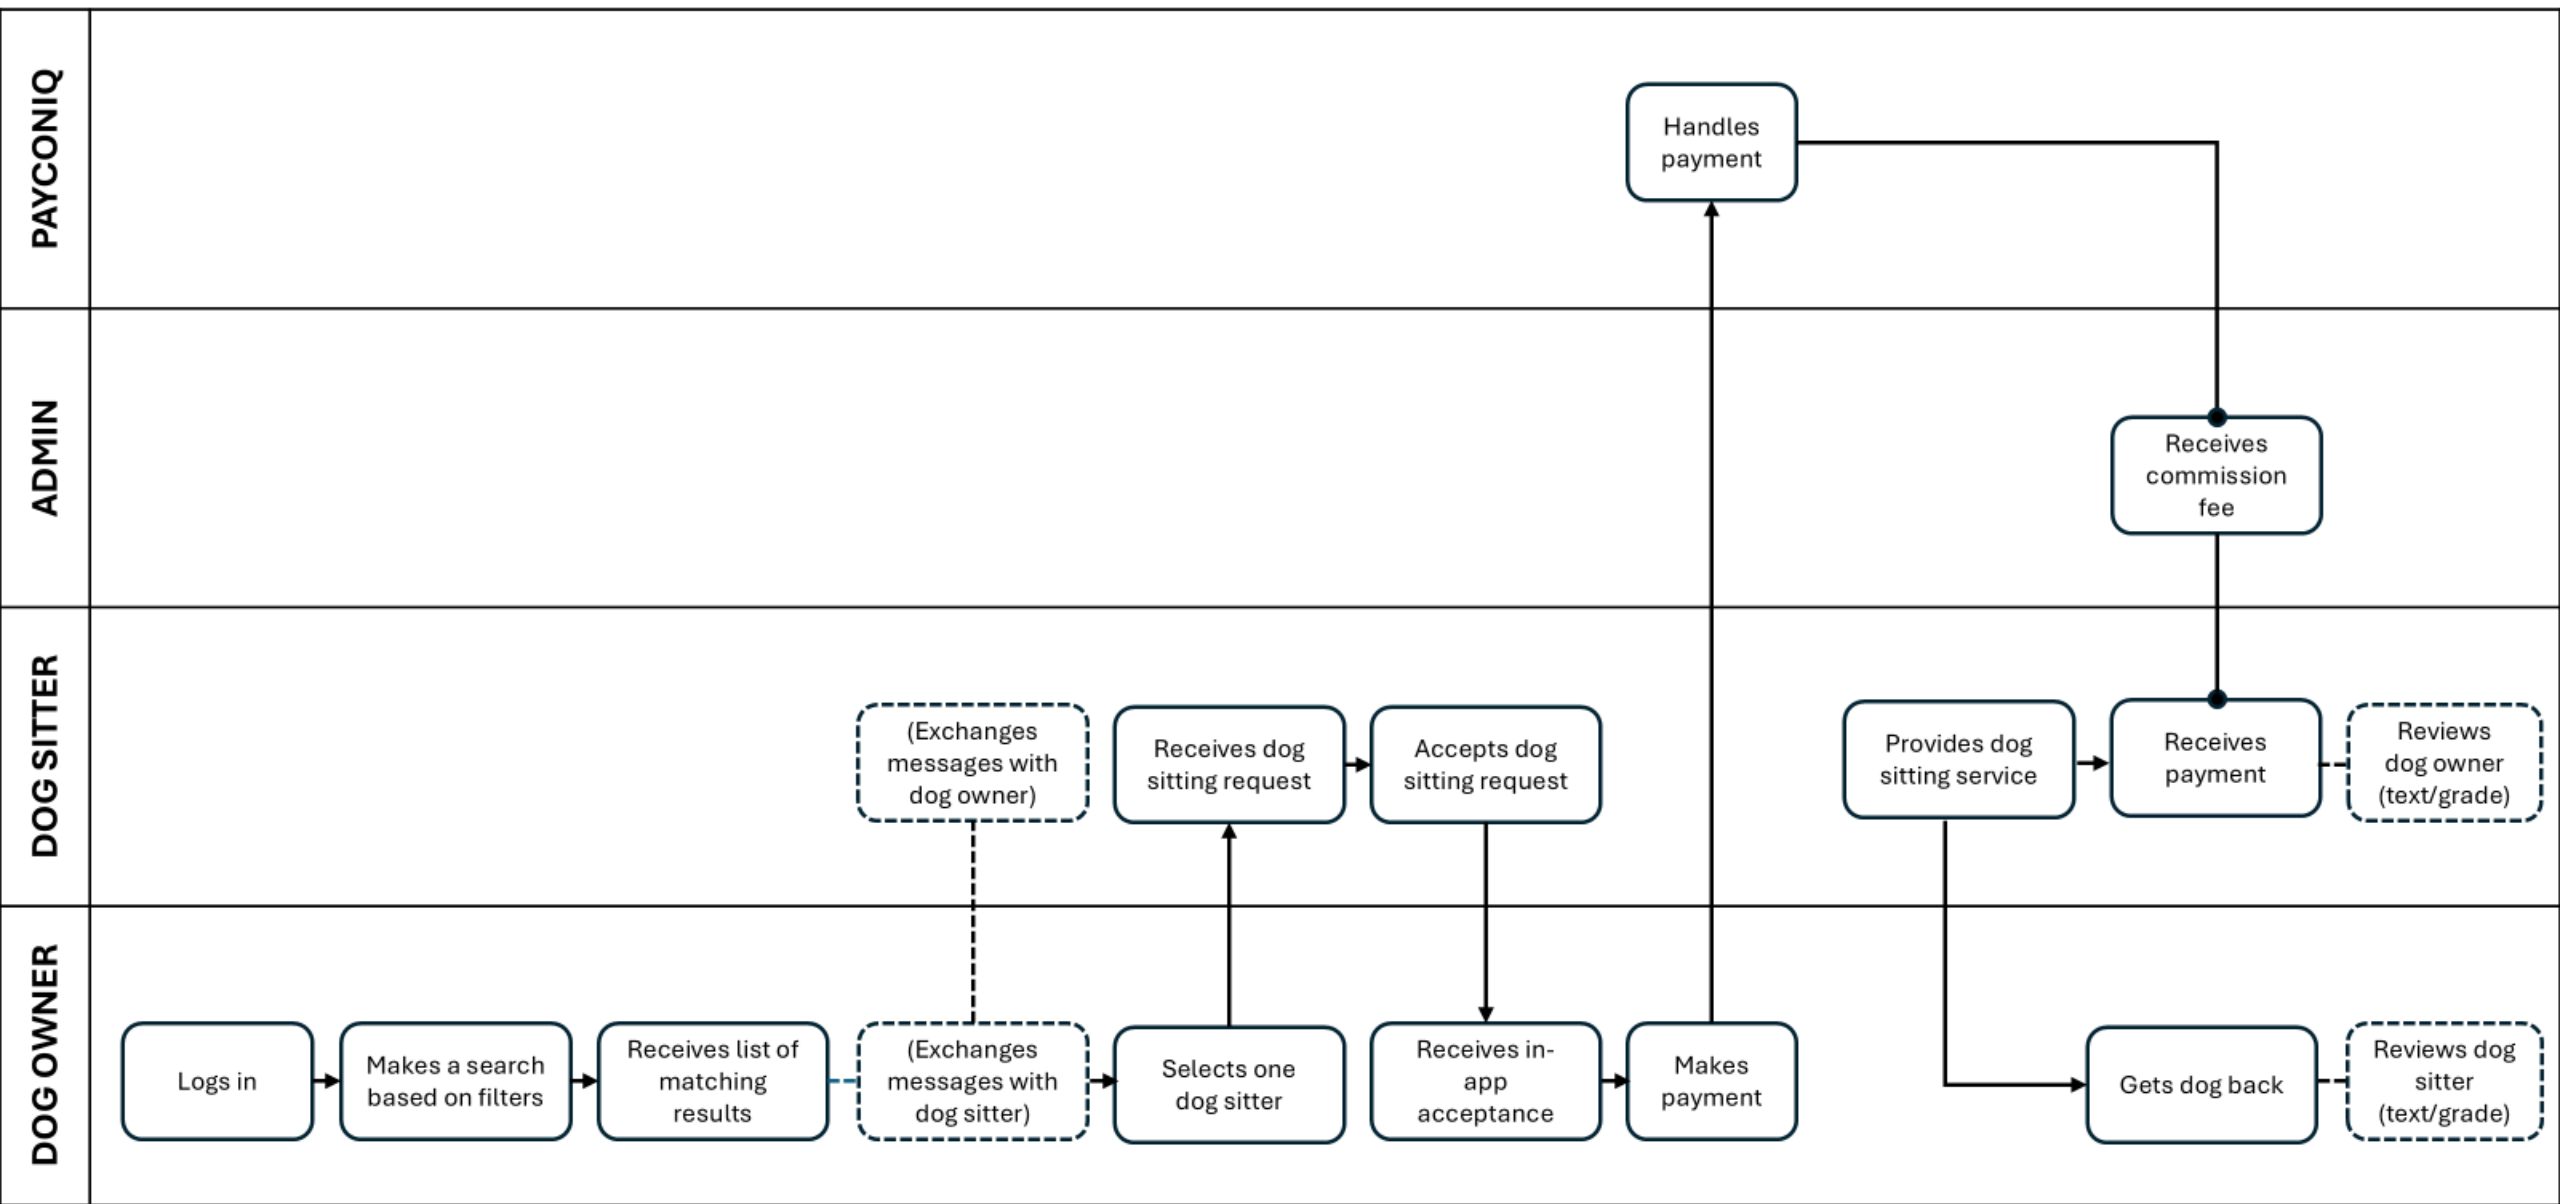 PAYCONIQ
Handles
payment
ADMIN
Receives
commission
fee
DOG SITTER
(Exchanges
messages with
dog owner)
Receives dog
sitting request
Accepts dog
sitting request
Provides dog
sitting service
Receives
payment
Reviews
dog owner
(text/grade)
DOG OWNER
Logs in
Makes a search
based on filters
Receives list of
matching
results
(Exchanges
messages with
dog sitter)
Selects one
dog sitter
Receives in-
app
acceptance
Makes
payment
Gets dog back
Reviews dog
sitter
(text/grade)